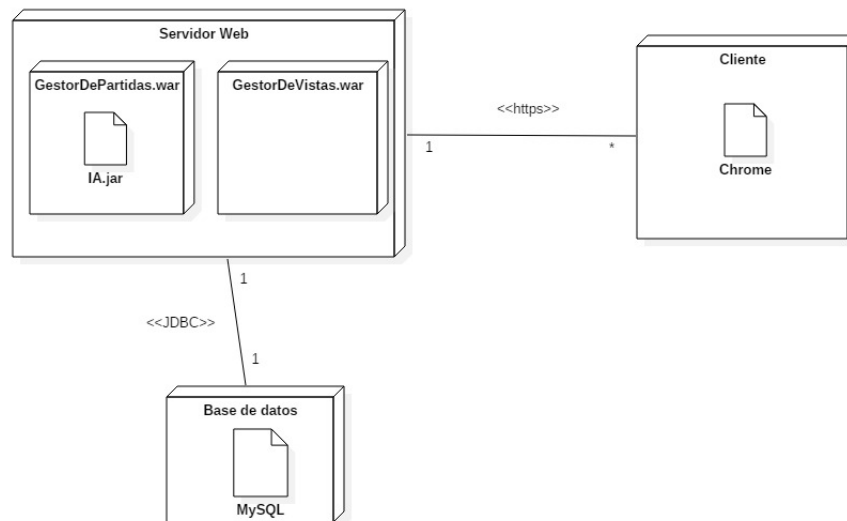 Servidor Web
GestorDePartidas.war
GestorDeVistas.war
IA.jar
Cliente
Chrome
<<https>>
1
*
1
<<JDBC>>
1
Base de datos
MySQL